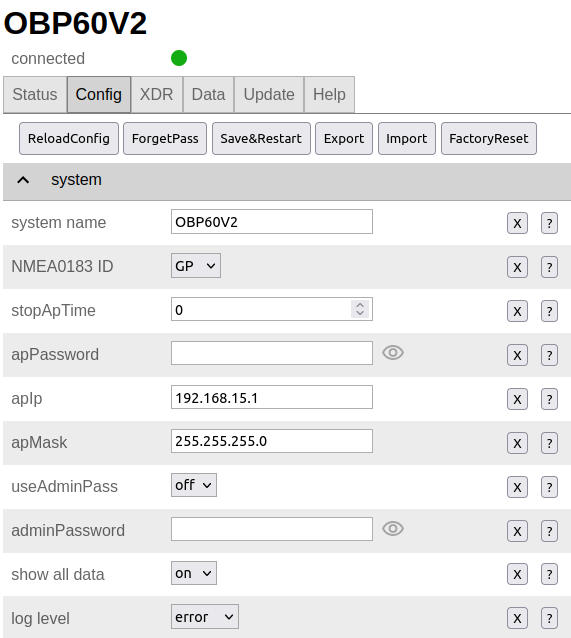 OBP60V2
connected
Status Config XDR Data Update Help
ReloadConfig ForgetPass Save&Restart Export Import FactoryReset
system
system name OBP60V2 X ?
NMEA0183 ID GP X ?
stopApTime 0 X ?
apPassword X ?
apIp 192.168.15.1 X ?
apMask 255.255.255.0 X ?
useAdminPass off X ?
adminPassword X ?
show all data on X ?
log level error X ?